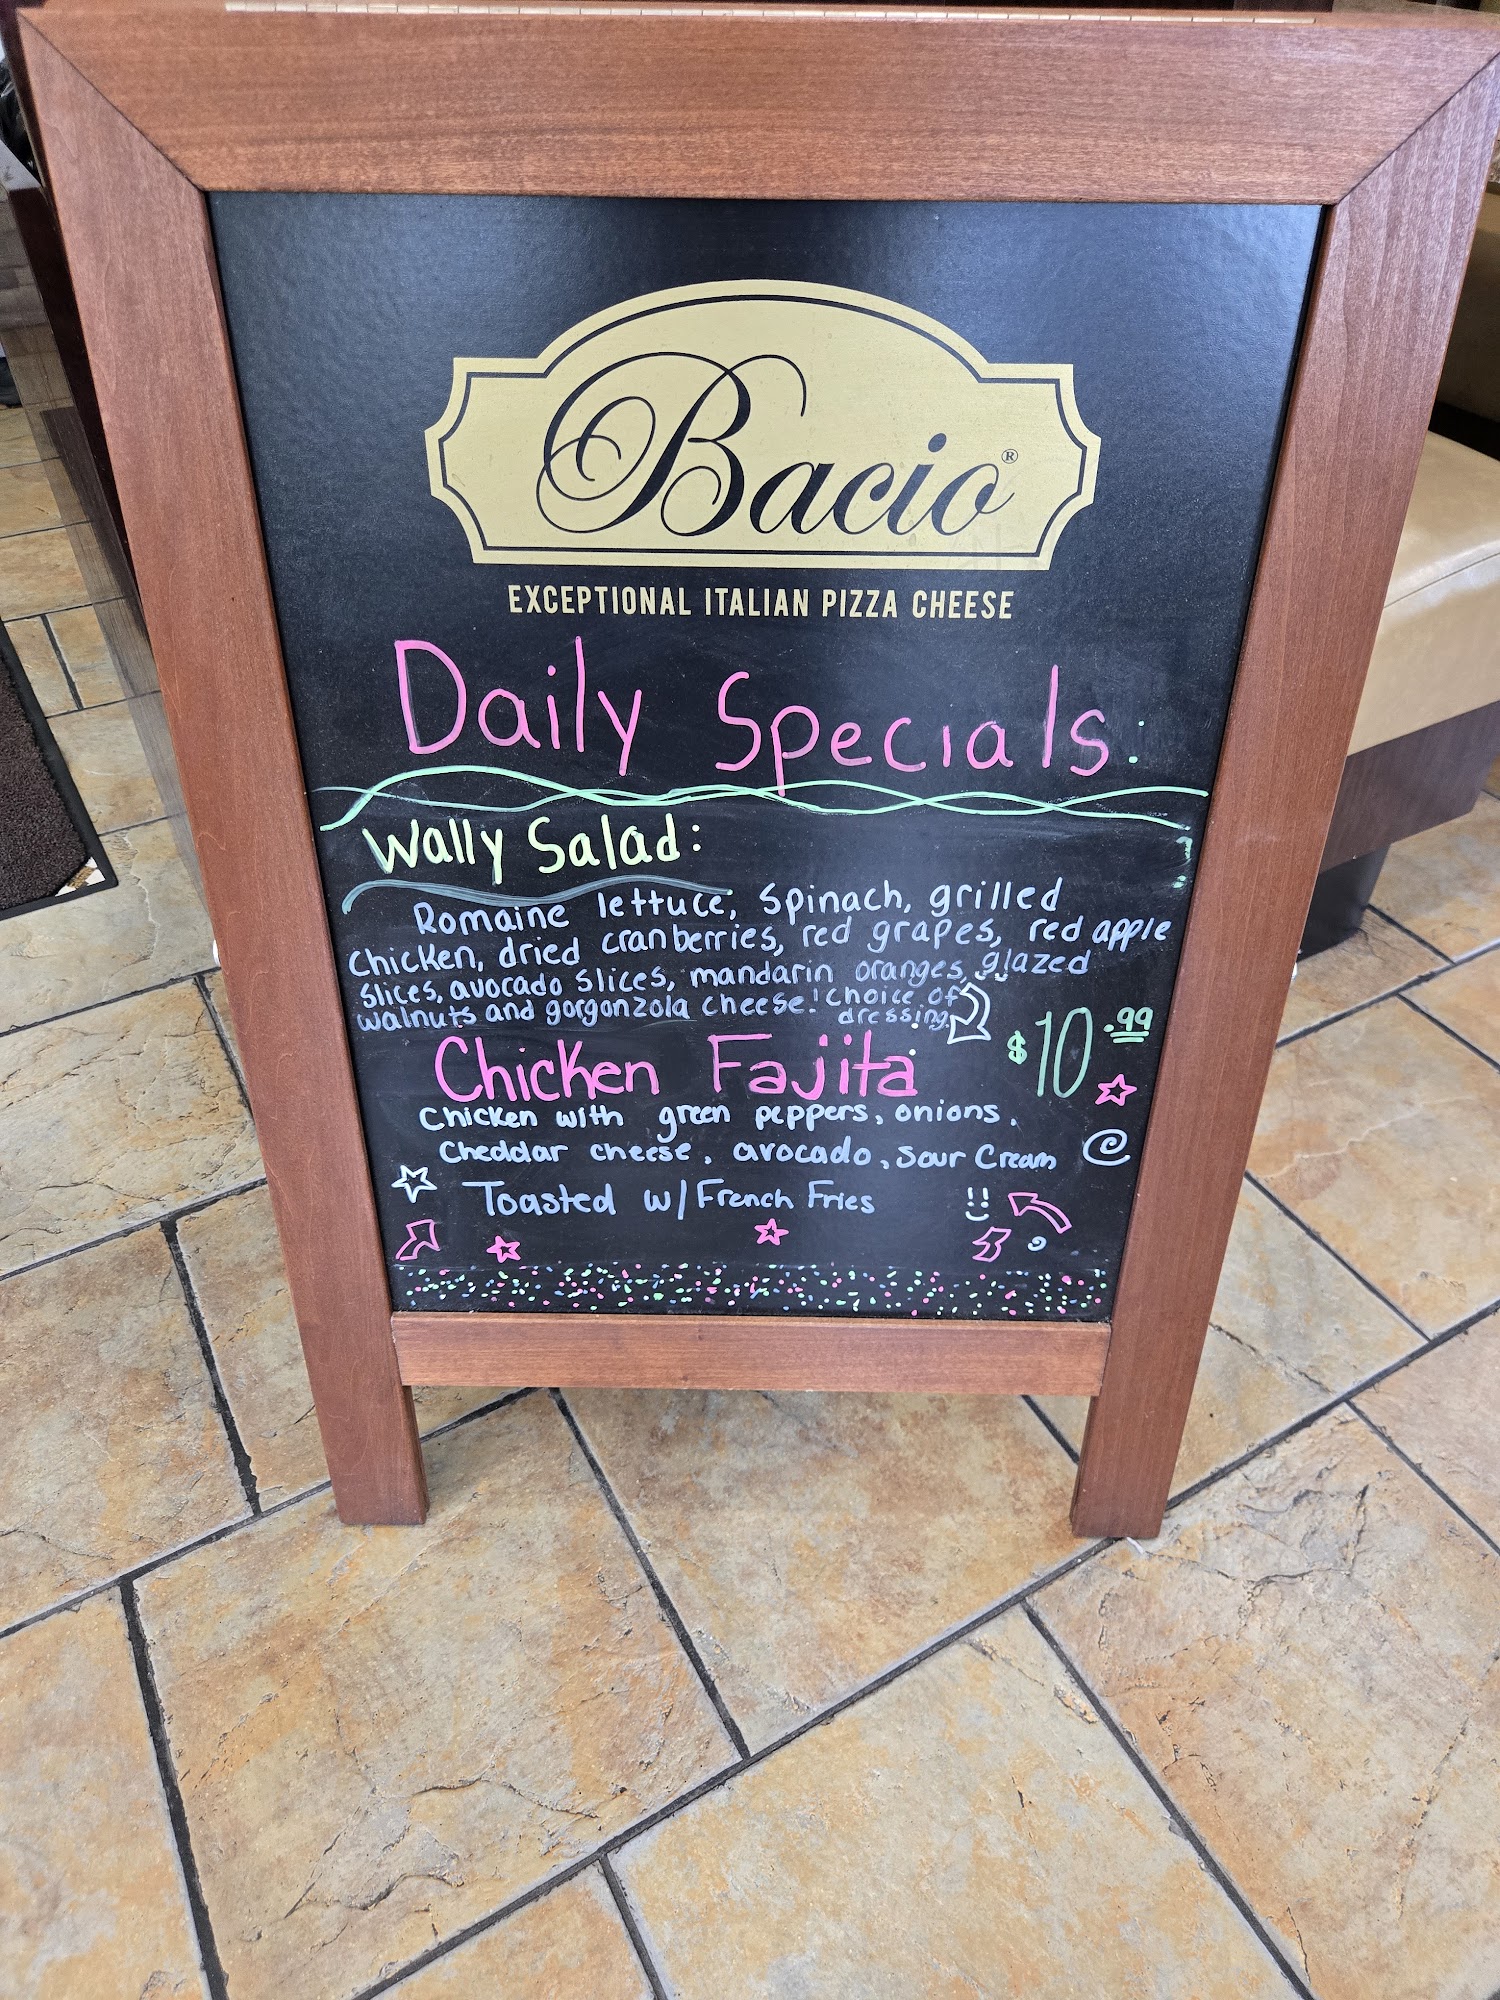 Bacio®
EXCEPTIONAL ITALIAN PIZZA CHEESE
Daily Specials:
Wally Salad:
Romaine lettuce, spinach, grilled
chicken, dried cranberries, red grapes, red apple
slices, avocado slices, mandarin oranges, glazed
walnuts and gorgonzola cheese! choice of
dressing.
$10.99
Chicken Fajita
Chicken with green peppers, onions,
Cheddar cheese, avocado, sour Cream
Toasted w/ French Fries